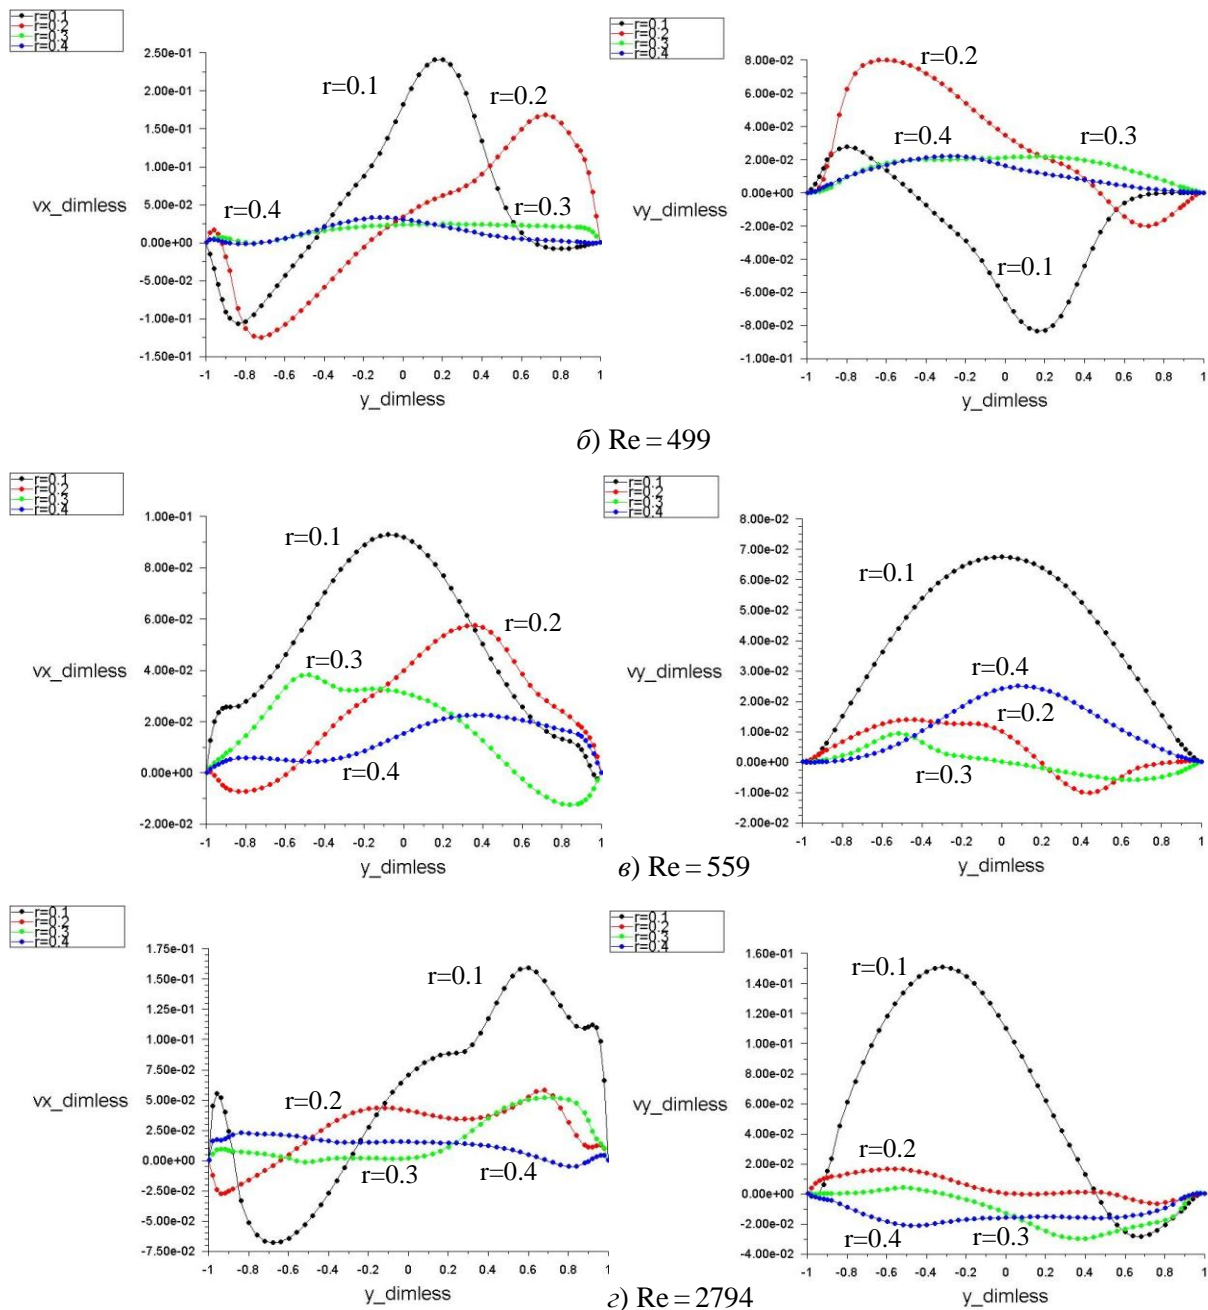 r=0.1
r=0.2
r=0.3
r=0.4
2.50e-01
2.00e-01
1.50e-01
1.00e-01
5.00e-02
0.00e+00
-5.00e-02
-1.00e-01
-1.50e-01
vx_dimless
r=0.1
r=0.2
r=0.4
r=0.3
-1 -0.8 -0.6 -0.4 -0.2 0 0.2 0.4 0.6 0.8 1
y_dimless
r=0.1
r=0.2
r=0.3
r=0.4
8.00e-02
6.00e-02
4.00e-02
2.00e-02
0.00e+00
-2.00e-02
-4.00e-02
-6.00e-02
-8.00e-02
-1.00e-01
vy_dimless
r=0.2
r=0.4
r=0.3
r=0.1
-1 -0.8 -0.6 -0.4 -0.2 0 0.2 0.4 0.6 0.8 1
y_dimless
б) Re = 499
r=0.1
r=0.2
r=0.3
r=0.4
1.00e-01
8.00e-02
6.00e-02
4.00e-02
2.00e-02
0.00e+00
-2.00e-02
vx_dimless
r=0.1
r=0.2
r=0.3
r=0.4
-1 -0.8 -0.6 -0.4 -0.2 0 0.2 0.4 0.6 0.8 1
y_dimless
r=0.1
r=0.2
r=0.3
r=0.4
8.00e-02
7.00e-02
6.00e-02
5.00e-02
4.00e-02
3.00e-02
2.00e-02
1.00e-02
0.00e+00
-1.00e-02
-2.00e-02
vy_dimless
r=0.1
r=0.4
r=0.2
r=0.3
-1 -0.8 -0.6 -0.4 -0.2 0 0.2 0.4 0.6 0.8 1
y_dimless
в) Re = 559
r=0.1
r=0.2
r=0.3
r=0.4
1.75e-01
1.50e-01
1.25e-01
1.00e-01
7.50e-02
5.00e-02
2.50e-02
0.00e+00
-2.50e-02
-5.00e-02
-7.50e-02
vx_dimless
r=0.1
r=0.2
r=0.3
r=0.4
-1 -0.8 -0.6 -0.4 -0.2 0 0.2 0.4 0.6 0.8 1
y_dimless
r=0.1
r=0.2
r=0.3
r=0.4
1.60e-01
1.40e-01
1.20e-01
1.00e-01
8.00e-02
6.00e-02
4.00e-02
2.00e-02
0.00e+00
-2.00e-02
-4.00e-02
vy_dimless
r=0.1
r=0.2
r=0.4
r=0.3
-1 -0.8 -0.6 -0.4 -0.2 0 0.2 0.4 0.6 0.8 1
y_dimless
г) Re = 2794